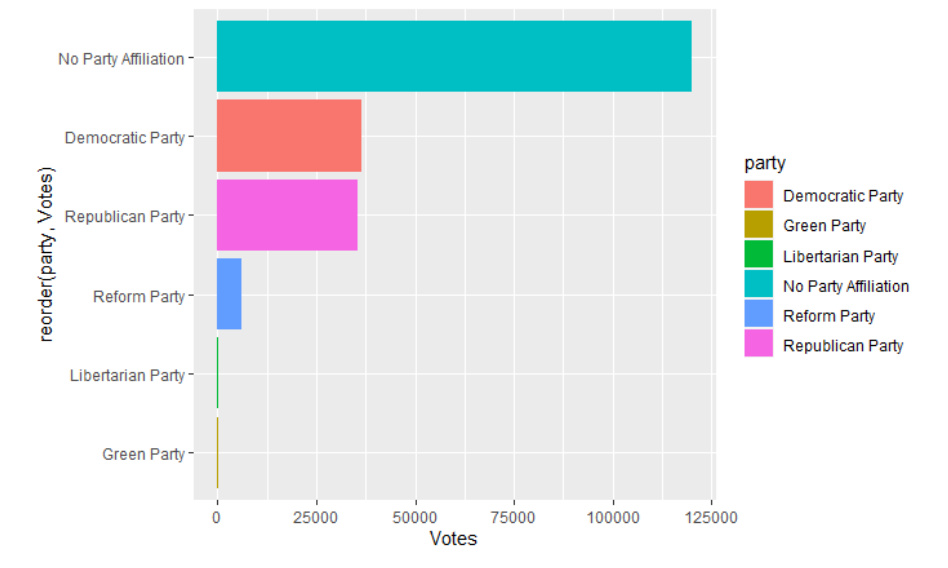 No Party Affiliation
Democratic Party
Republican Party
Reform Party
Libertarian Party
Green Party
reorder(party, Votes)
0 25000 50000 75000 100000 125000
Votes
party
Democratic Party
Green Party
Libertarian Party
No Party Affiliation
Reform Party
Republican Party